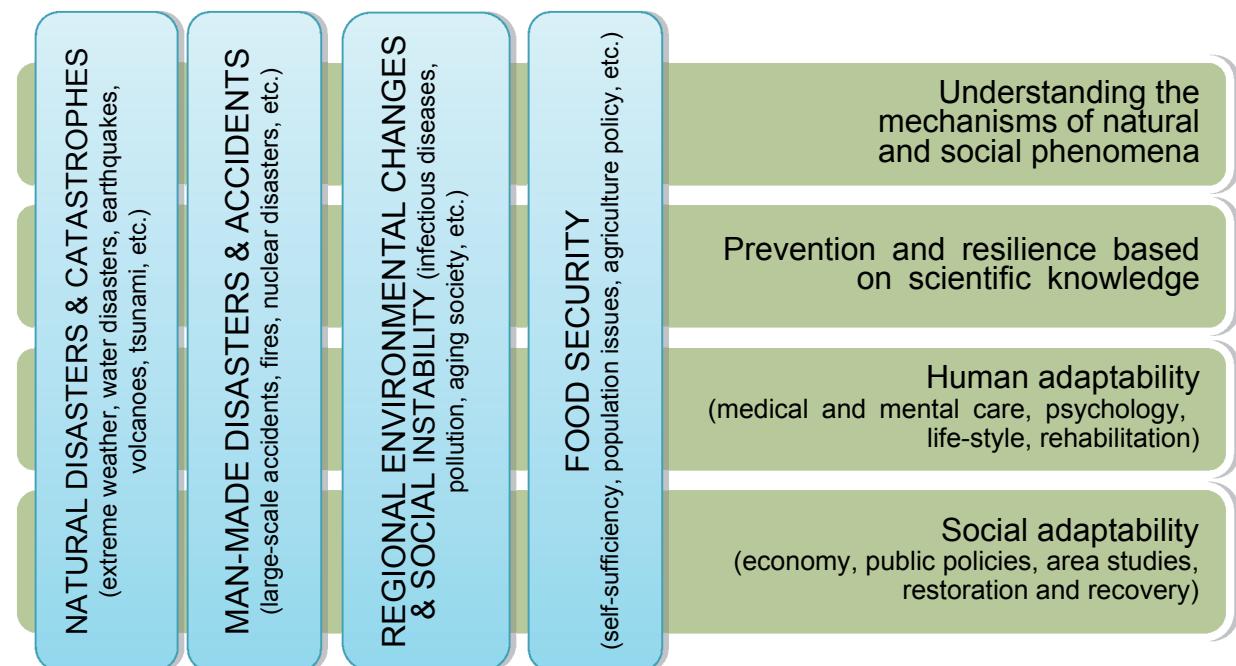 NATURAL DISASTERS & CATASTROPHES
(extreme weather, water disasters, earthquakes,
volcanoes, tsunami, etc.)
MAN-MADE DISASTERS & ACCIDENTS
(large-scale accidents, fires, nuclear disasters, etc.)
REGIONAL ENVIRONMENTAL CHANGES
& SOCIAL INSTABILITY (infectious diseases,
pollution, aging society, etc.)
FOOD SECURITY
(self-sufficiency, population issues, agriculture policy, etc.)
Understanding the
mechanisms of natural
and social phenomena
Prevention and resilience based
on scientific knowledge
Human adaptability
(medical and mental care, psychology,
life-style, rehabilitation)
Social adaptability
(economy, public policies, area studies,
restoration and recovery)